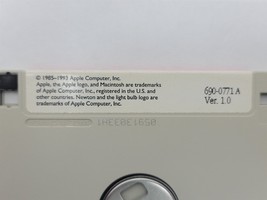 © 1985-1993 Apple Computer, Inc.
Apple, the Apple logo, and Macintosh are trademarks
of Apple Computer, Inc., registered in the U.S. and
other countries. Newton and the light bulb logo are
trademarks of Apple Computer, Inc.
690-0771 A
Ver. 1.0